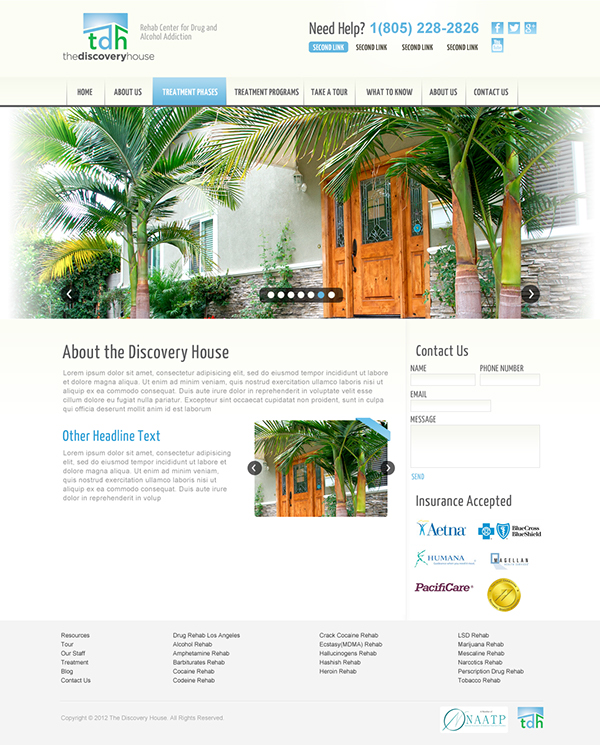 tdh
thediscoveryhouse
Rehab Center for Drug and
Alcohol Addiction
Need Help? 1(805) 228-2826
SECOND LINK SECOND LINK SECOND LINK SECOND LINK
HOME ABOUT US TREATMENT PHASES TREATMENT PROGRAMS TAKE A TOUR WHAT TO KNOW ABOUT US CONTACT US
About the Discovery House
Lorem ipsum dolor sit amet, consectetur adipisicing elit, sed do eiusmod tempor incididunt ut labore
et dolore magna aliqua. Ut enim ad minim veniam, quis nostrud exercitation ullamco laboris nisi ut
aliquip ex ea commodo consequat. Duis aute irure dolor in reprehenderit in voluptate velit esse
cillum dolore eu fugiat nulla pariatur. Excepteur sint occaecat cupidatat non proident, sunt in culpa
qui officia deserunt mollit anim id est laborum
Other Headline Text
Lorem ipsum dolor sit amet, consectetur adipisicing
elit, sed do eiusmod tempor incididunt ut labore et
dolore magna aliqua. Ut enim ad minim veniam,
quis nostrud exercitation ullamco laboris nisi ut
aliquip ex ea commodo consequat. Duis aute irure
dolor in reprehenderit in volup
Contact Us
NAME PHONE NUMBER
EMAIL
MESSAGE
SEND
Insurance Accepted
Aetna BlueCross
BlueShield
HUMANA MAGELLAN
PacifiCare
Resources
Tour
Our Staff
Treatment
Blog
Contact Us
Drug Rehab Los Angeles
Alcohol Rehab
Amphetamine Rehab
Barbiturates Rehab
Cocaine Rehab
Codeine Rehab
Crack Cocaine Rehab
Ecstasy(MDMA) Rehab
Hallucinogens Rehab
Hashish Rehab
Heroin Rehab
LSD Rehab
Marijuana Rehab
Mescaline Rehab
Narcotics Rehab
Perscription Drug Rehab
Tobacco Rehab
Copyright © 2012 The Discovery House. All Rights Reserved.
NAATP
tdh